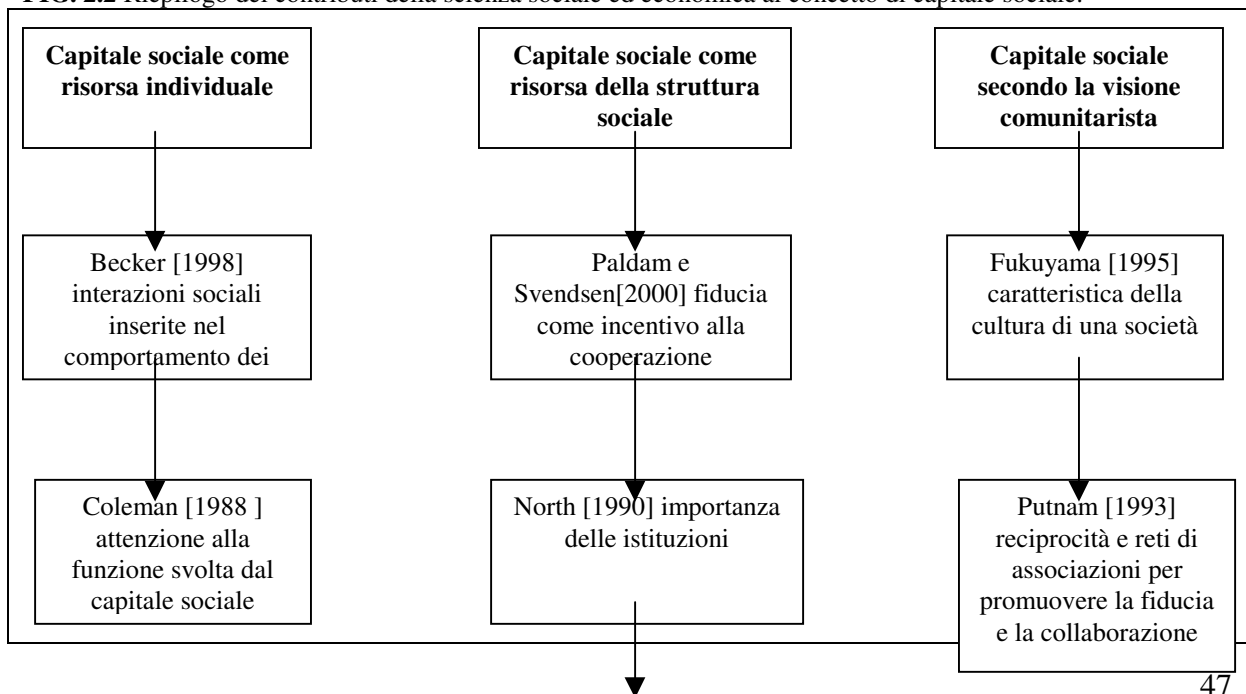 FIG. 2.2 Riepilogo dei contributi della scienza sociale ed economica al concetto di capitale sociale.
Capitale sociale come
risorsa individuale
Capitale sociale come
risorsa della struttura
sociale
Capitale sociale
secondo la visione
comunitarista
Becker [1998]
interazioni sociali
inserite nel
comportamento dei
Paldam e
Svendsen[2000] fiducia
come incentivo alla
cooperazione
Fukuyama [1995]
caratteristica della
cultura di una società
Coleman [1988 ]
attenzione alla
funzione svolta dal
capitale sociale
North [1990] importanza
delle istituzioni
Putnam [1993]
reciprocità e reti di
associazioni per
promuovere la fiducia
e la collaborazione
47